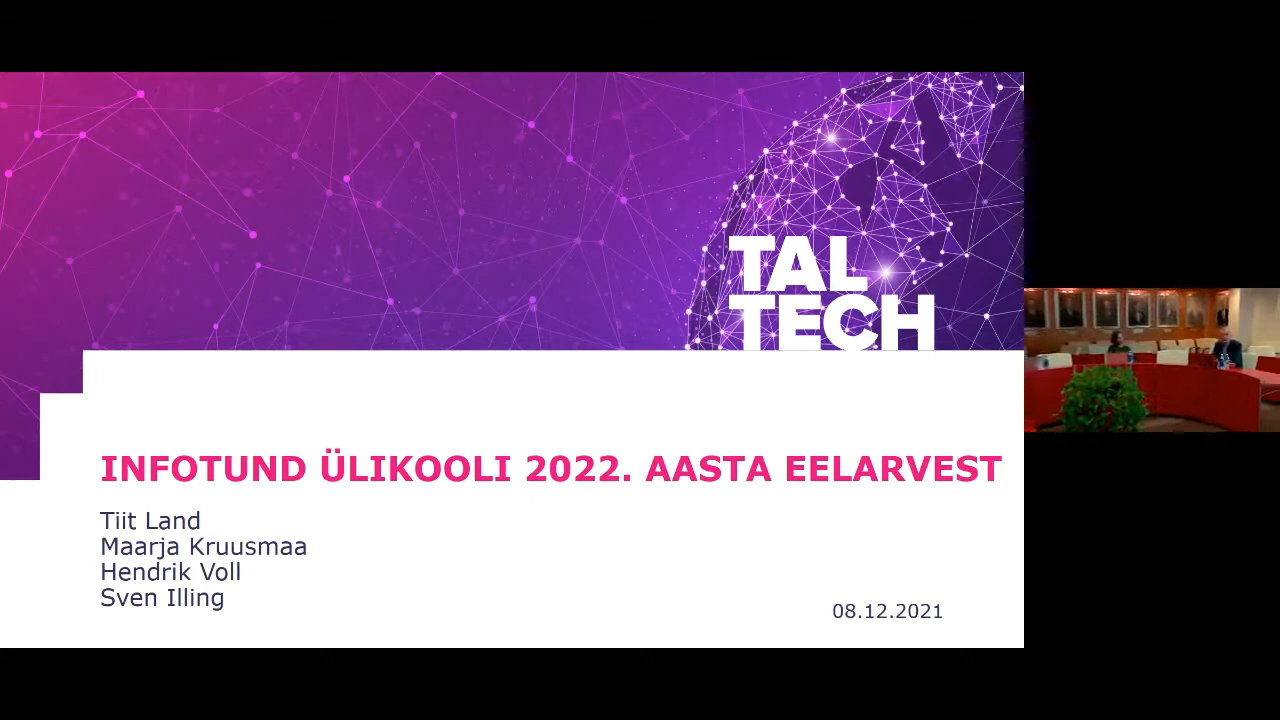 TAL
TECH
INFOTUND ÜLIKOOLI 2022. AASTA EELARVEST
Tiit Land
Maarja Kruusmaa
Hendrik Voll
Sven Illing
08.12.2021